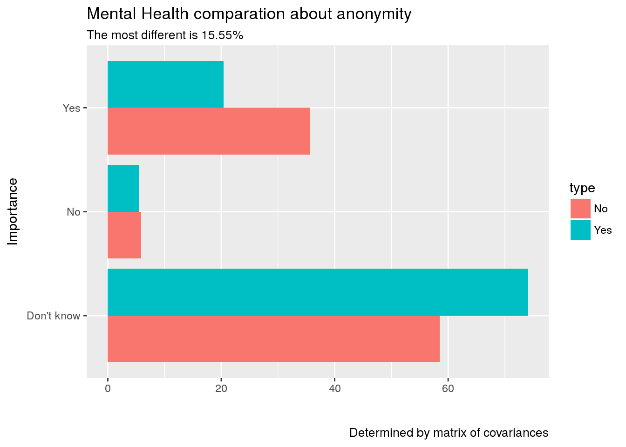 Mental Health comparation about anonymity
The most different is 15.55%
Importance
Yes
No
Don't know
0 20 40 60
type
No
Yes
Determined by matrix of covariances